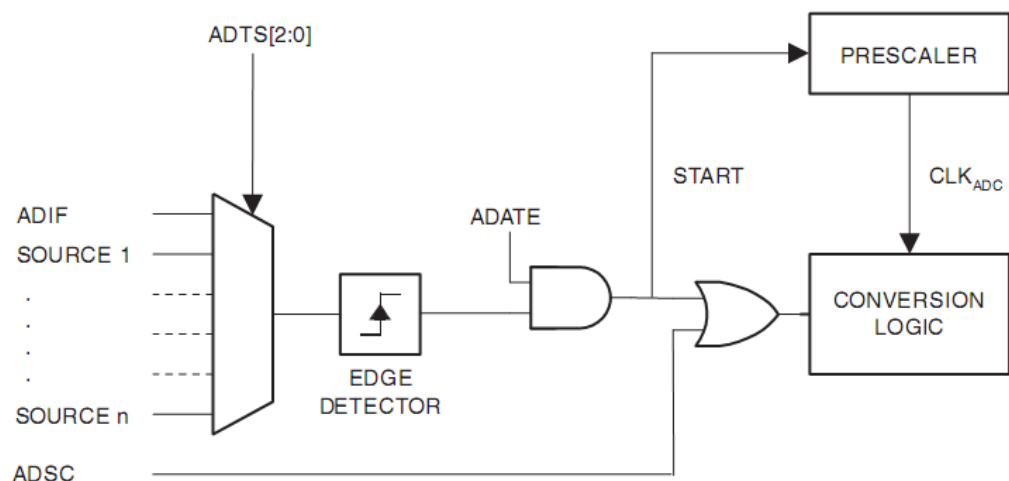 ADTS[2:0]
PRESCALER
START
CLKADC
ADIF
ADATE
SOURCE 1
.
.
.
.
CONVERSION
LOGIC
EDGE
DETECTOR
SOURCE n
ADSC